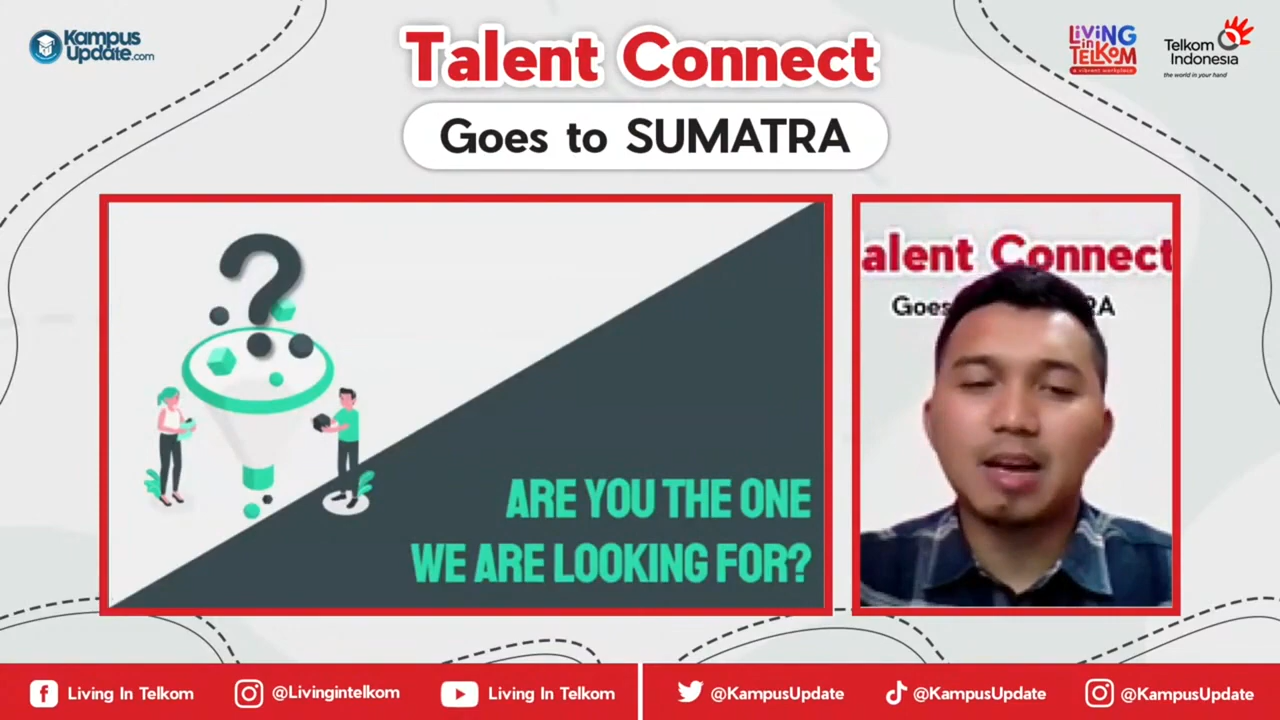 Kampus
Update.com
Talent Connect
Goes to SUMATRA
LiViNG
in
TELKOM
a vibrant workplace
Telkom
Indonesia
the world in your hand
ARE YOU THE ONE
WE ARE LOOKING FOR?
alent Connect
Goes
RA
Living In Telkom
@Livingintelkom
Living In Telkom
@KampusUpdate
@KampusUpdate
@KampusUpdate